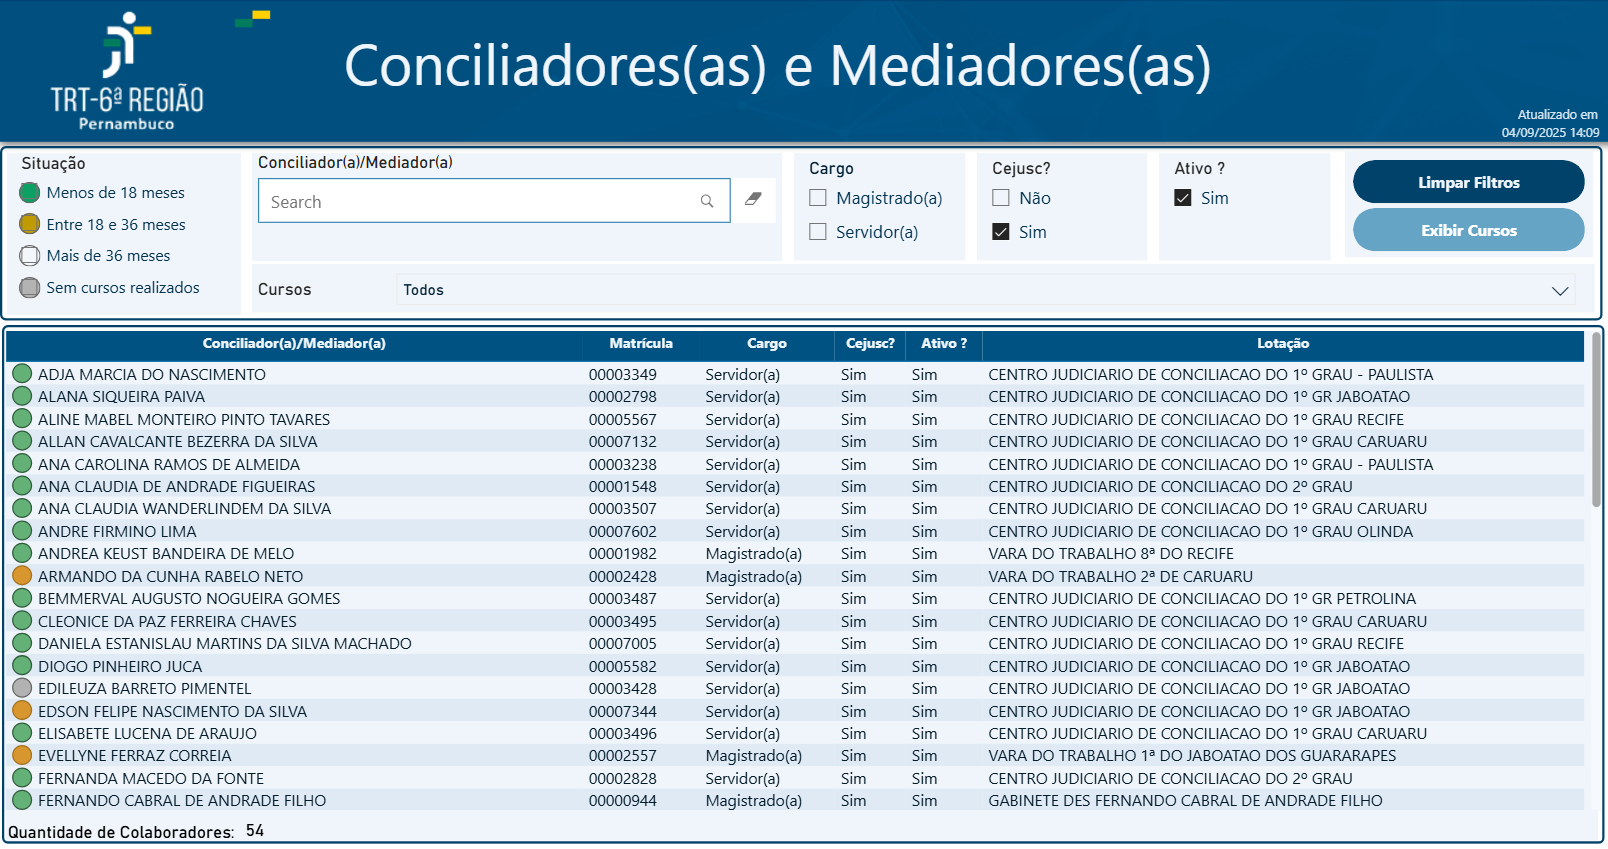 TRT-6ª REGIÃO
Pernambuco
Conciliadores(as) e Mediadores(as)
Atualizado em
04/09/2025 14:09
Situação
Menos de 18 meses
Entre 18 e 36 meses
Mais de 36 meses
Sem cursos realizados
Conciliador(a)/Mediador(a)
Search
Cargo
Magistrado(a)
Servidor(a)
Cejusc?
Não
Sim
Ativo ?
Sim
Limpar Filtros
Exibir Cursos
Cursos Todos
Conciliador(a)/Mediador(a) Matrícula Cargo Cejusc? Ativo ? Lotação
ADJA MARCIA DO NASCIMENTO 00003349 Servidor(a) Sim Sim CENTRO JUDICIARIO DE CONCILIACAO DO 1º GRAU - PAULISTA
ALANA SIQUEIRA PAIVA 00002798 Servidor(a) Sim Sim CENTRO JUDICIARIO DE CONCILIACAO DO 1º GR JABOATAO
ALINE MABEL MONTEIRO PINTO TAVARES 00005567 Servidor(a) Sim Sim CENTRO JUDICIARIO DE CONCILIACAO DO 1º GRAU RECIFE
ALLAN CAVALCANTE BEZERRA DA SILVA 00007132 Servidor(a) Sim Sim CENTRO JUDICIARIO DE CONCILIACAO DO 1º GRAU CARUARU
ANA CAROLINA RAMOS DE ALMEIDA 00003238 Servidor(a) Sim Sim CENTRO JUDICIARIO DE CONCILIACAO DO 1º GRAU - PAULISTA
ANA CLAUDIA DE ANDRADE FIGUEIRAS 00001548 Servidor(a) Sim Sim CENTRO JUDICIARIO DE CONCILIACAO DO 2º GRAU
ANA CLAUDIA WANDERLINDEM DA SILVA 00003507 Servidor(a) Sim Sim CENTRO JUDICIARIO DE CONCILIACAO DO 1º GRAU CARUARU
ANDRE FIRMINO LIMA 00007602 Servidor(a) Sim Sim CENTRO JUDICIARIO DE CONCILIACAO DO 1º GRAU OLINDA
ANDREA KEUST BANDEIRA DE MELO 00001982 Magistrado(a) Sim Sim VARA DO TRABALHO 8ª DO RECIFE
ARMANDO DA CUNHA RABELO NETO 00002428 Magistrado(a) Sim Sim VARA DO TRABALHO 2ª DE CARUARU
BEMMERVAL AUGUSTO NOGUEIRA GOMES 00003487 Servidor(a) Sim Sim CENTRO JUDICIARIO DE CONCILIACAO DO 1º GR PETROLINA
CLEONICE DA PAZ FERREIRA CHAVES 00003495 Servidor(a) Sim Sim CENTRO JUDICIARIO DE CONCILIACAO DO 1º GRAU CARUARU
DANIELA ESTANISLAU MARTINS DA SILVA MACHADO 00007005 Servidor(a) Sim Sim CENTRO JUDICIARIO DE CONCILIACAO DO 1º GRAU RECIFE
DIOGO PINHEIRO JUCA 00005582 Servidor(a) Sim Sim CENTRO JUDICIARIO DE CONCILIACAO DO 1º GR JABOATAO
EDILEUZA BARRETO PIMENTEL 00003428 Servidor(a) Sim Sim CENTRO JUDICIARIO DE CONCILIACAO DO 1º GR JABOATAO
EDSON FELIPE NASCIMENTO DA SILVA 00007344 Servidor(a) Sim Sim CENTRO JUDICIARIO DE CONCILIACAO DO 1º GR JABOATAO
ELISABETE LUCENA DE ARAUJO 00003496 Servidor(a) Sim Sim CENTRO JUDICIARIO DE CONCILIACAO DO 1º GRAU CARUARU
EVELLYNE FERRAZ CORREIA 00002557 Magistrado(a) Sim Sim VARA DO TRABALHO 1ª DO JABOATAO DOS GUARARAPES
FERNANDA MACEDO DA FONTE 00002828 Servidor(a) Sim Sim CENTRO JUDICIARIO DE CONCILIACAO DO 2º GRAU
FERNANDO CABRAL DE ANDRADE FILHO 00000944 Magistrado(a) Sim Sim GABINETE DES FERNANDO CABRAL DE ANDRADE FILHO
Quantidade de Colaboradores: 54